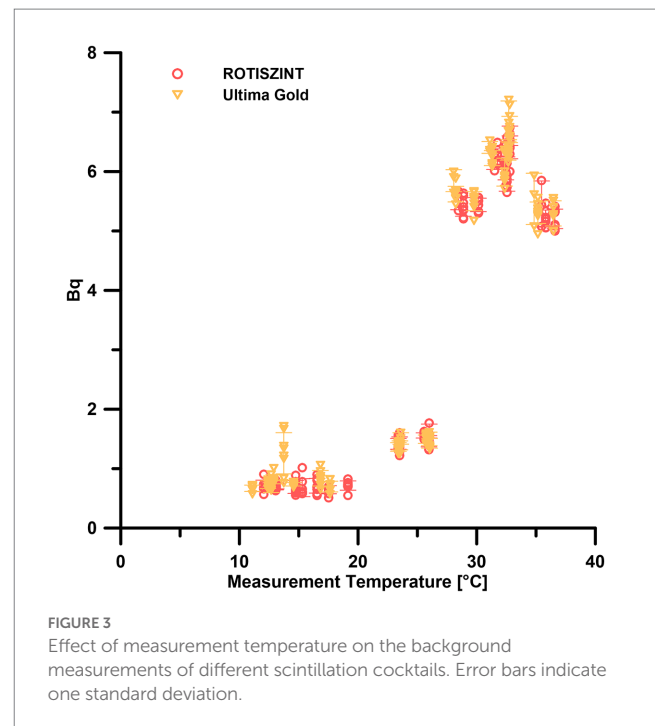 8
ROTISZINT
Ultima Gold
6
Bq
4
2
0
0
10
20
30
40
Measurement Temperature [°C]
FIGURE 3
Effect of measurement temperature on the background
measurements of different scintillation cocktails. Error bars indicate
one standard deviation.